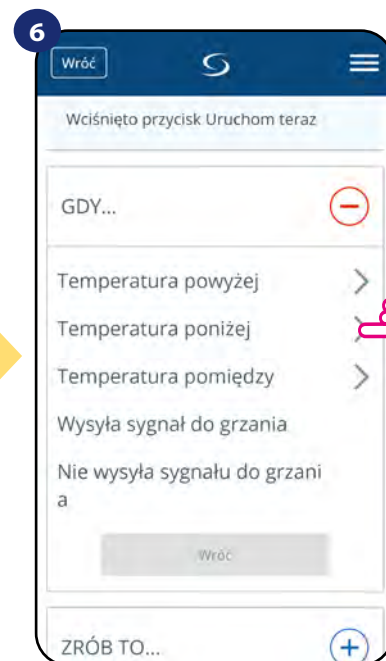 6
Wróć
Wciśnięto przycisk Uruchom teraz
GDY...
Temperatura powyżej
Temperatura poniżej
Temperatura pomiędzy
Wysyła sygnał do grzania
Nie wysyła sygnału do grzani
a
Wróć
ZRÓB TO...